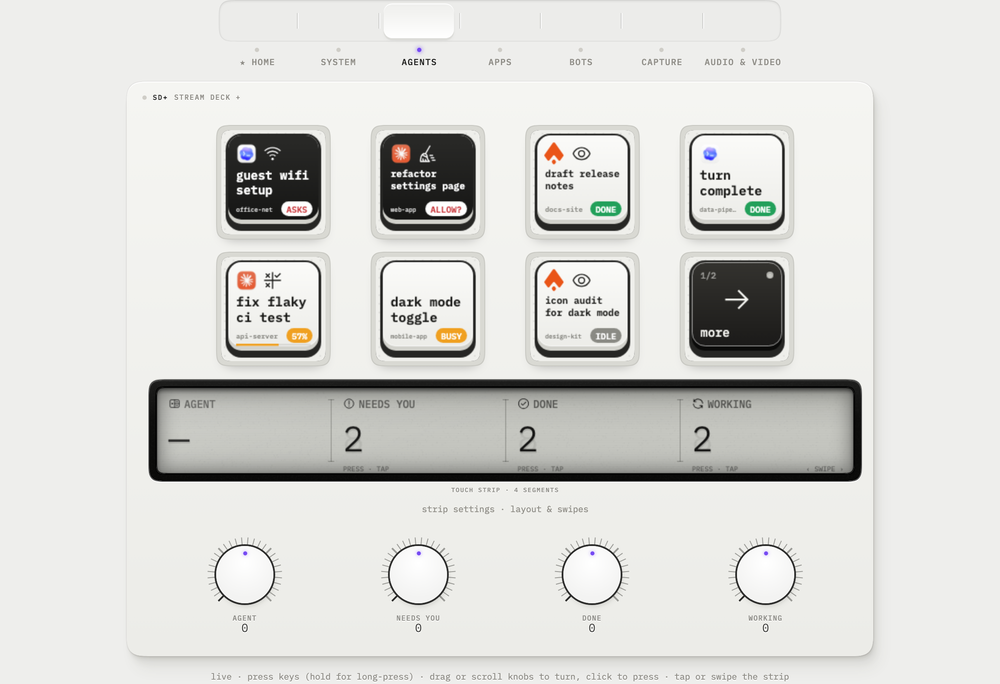 ★ HOME
SYSTEM
AGENTS
APPS
BOTS
CAPTURE
AUDIO & VIDEO
SD+ STREAM DECK +
guest wifi
setup
office-net
ASKS
refactor
settings page
web-app
ALLOW?
draft release
notes
docs-site
DONE
turn
complete
data-pipe…
DONE
fix flaky
ci test
api-server
67%
dark mode
toggle
mobile-app
BUSY
icon audit
for dark mode
design-kit
IDLE
1/2
more
AGENT
—
NEEDS YOU
2
PRESS · TAP
DONE
2
PRESS · TAP
WORKING
2
PRESS · TAP
‹ SWIPE ›
TOUCH STRIP · 4 SEGMENTS
strip settings · layout & swipes
AGENT
0
NEEDS YOU
0
DONE
0
WORKING
0
live · press keys (hold for long-press) · drag or scroll knobs to turn, click to press · tap or swipe the strip